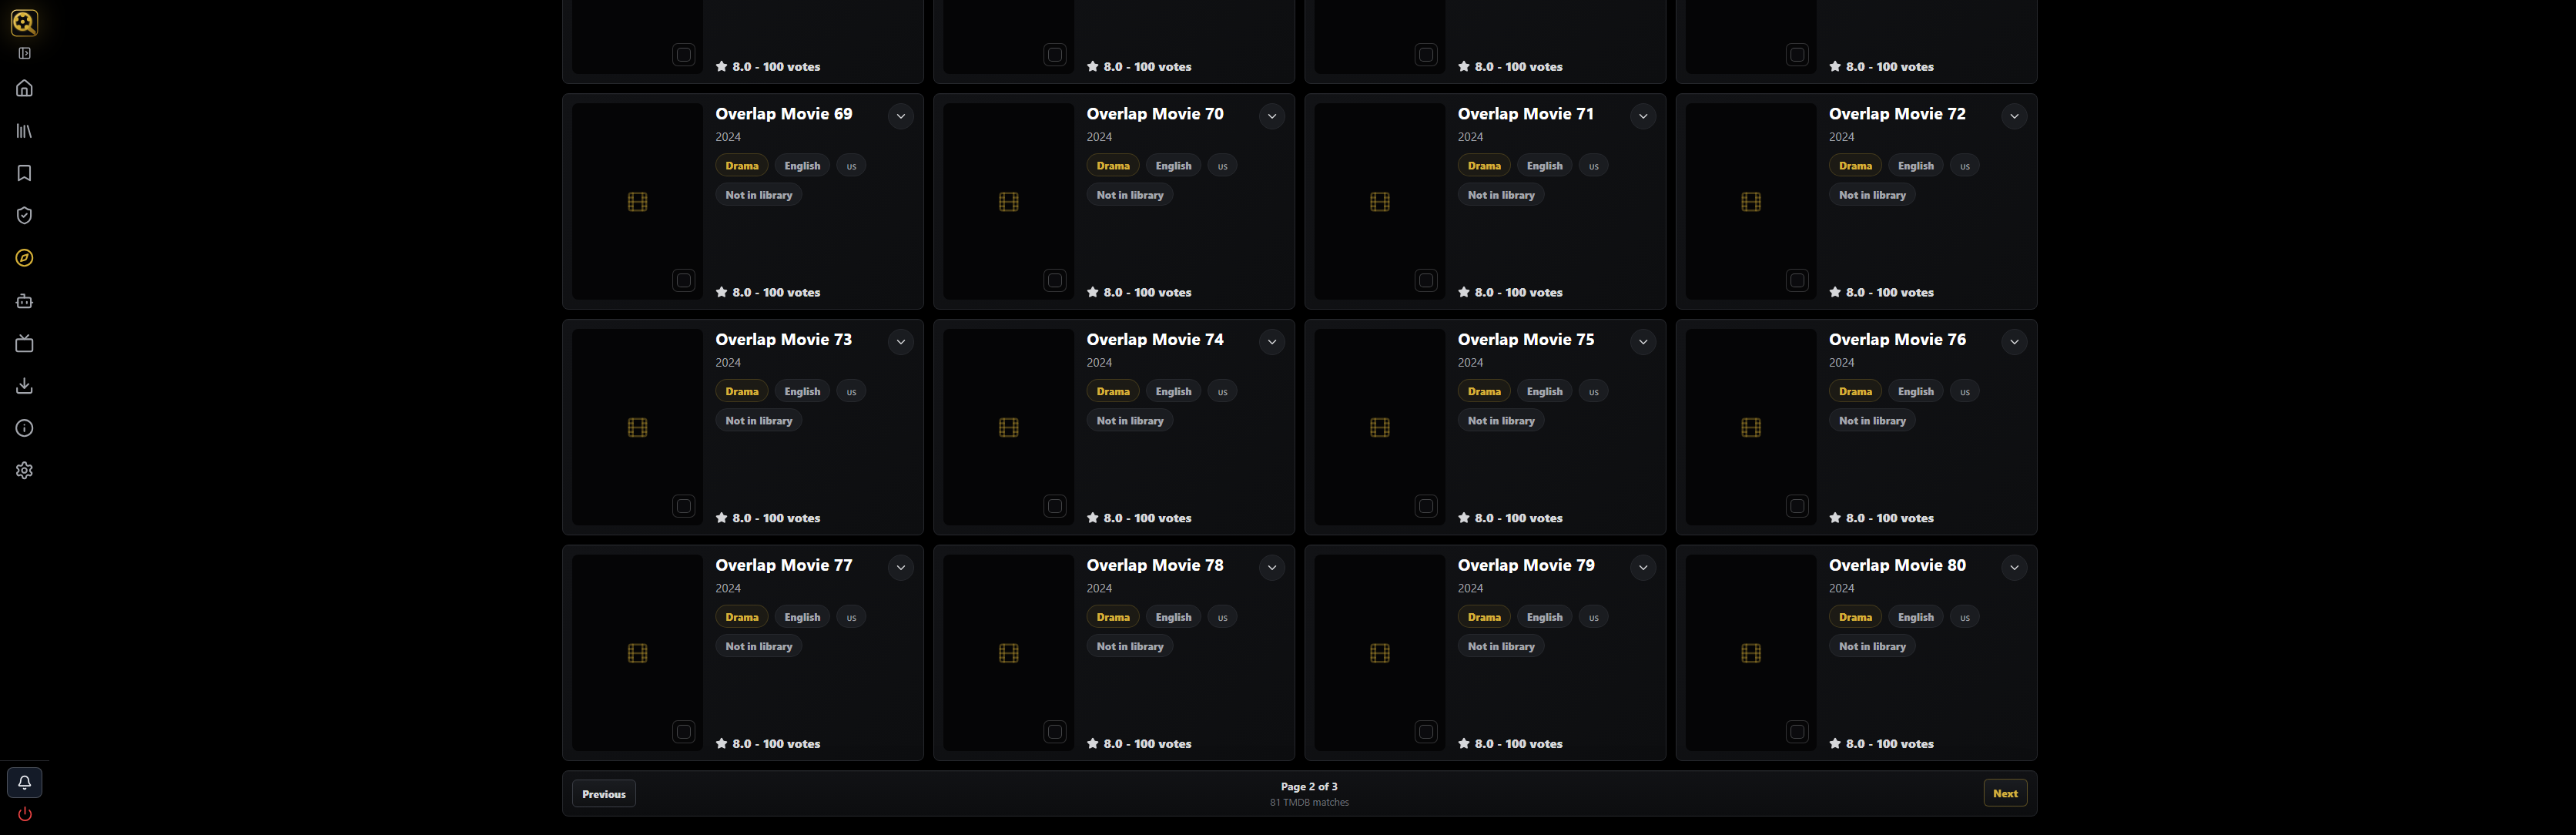 8.0 - 100 votes
8.0 - 100 votes
8.0 - 100 votes
8.0 - 100 votes
Overlap Movie 69
2024
Drama English us
Not in library
8.0 - 100 votes
Overlap Movie 70
2024
Drama English us
Not in library
8.0 - 100 votes
Overlap Movie 71
2024
Drama English us
Not in library
8.0 - 100 votes
Overlap Movie 72
2024
Drama English us
Not in library
8.0 - 100 votes
Overlap Movie 73
2024
Drama English us
Not in library
8.0 - 100 votes
Overlap Movie 74
2024
Drama English us
Not in library
8.0 - 100 votes
Overlap Movie 75
2024
Drama English us
Not in library
8.0 - 100 votes
Overlap Movie 76
2024
Drama English us
Not in library
8.0 - 100 votes
Overlap Movie 77
2024
Drama English us
Not in library
8.0 - 100 votes
Overlap Movie 78
2024
Drama English us
Not in library
8.0 - 100 votes
Overlap Movie 79
2024
Drama English us
Not in library
8.0 - 100 votes
Overlap Movie 80
2024
Drama English us
Not in library
8.0 - 100 votes
Previous
Page 2 of 3
81 TMDB matches
Next